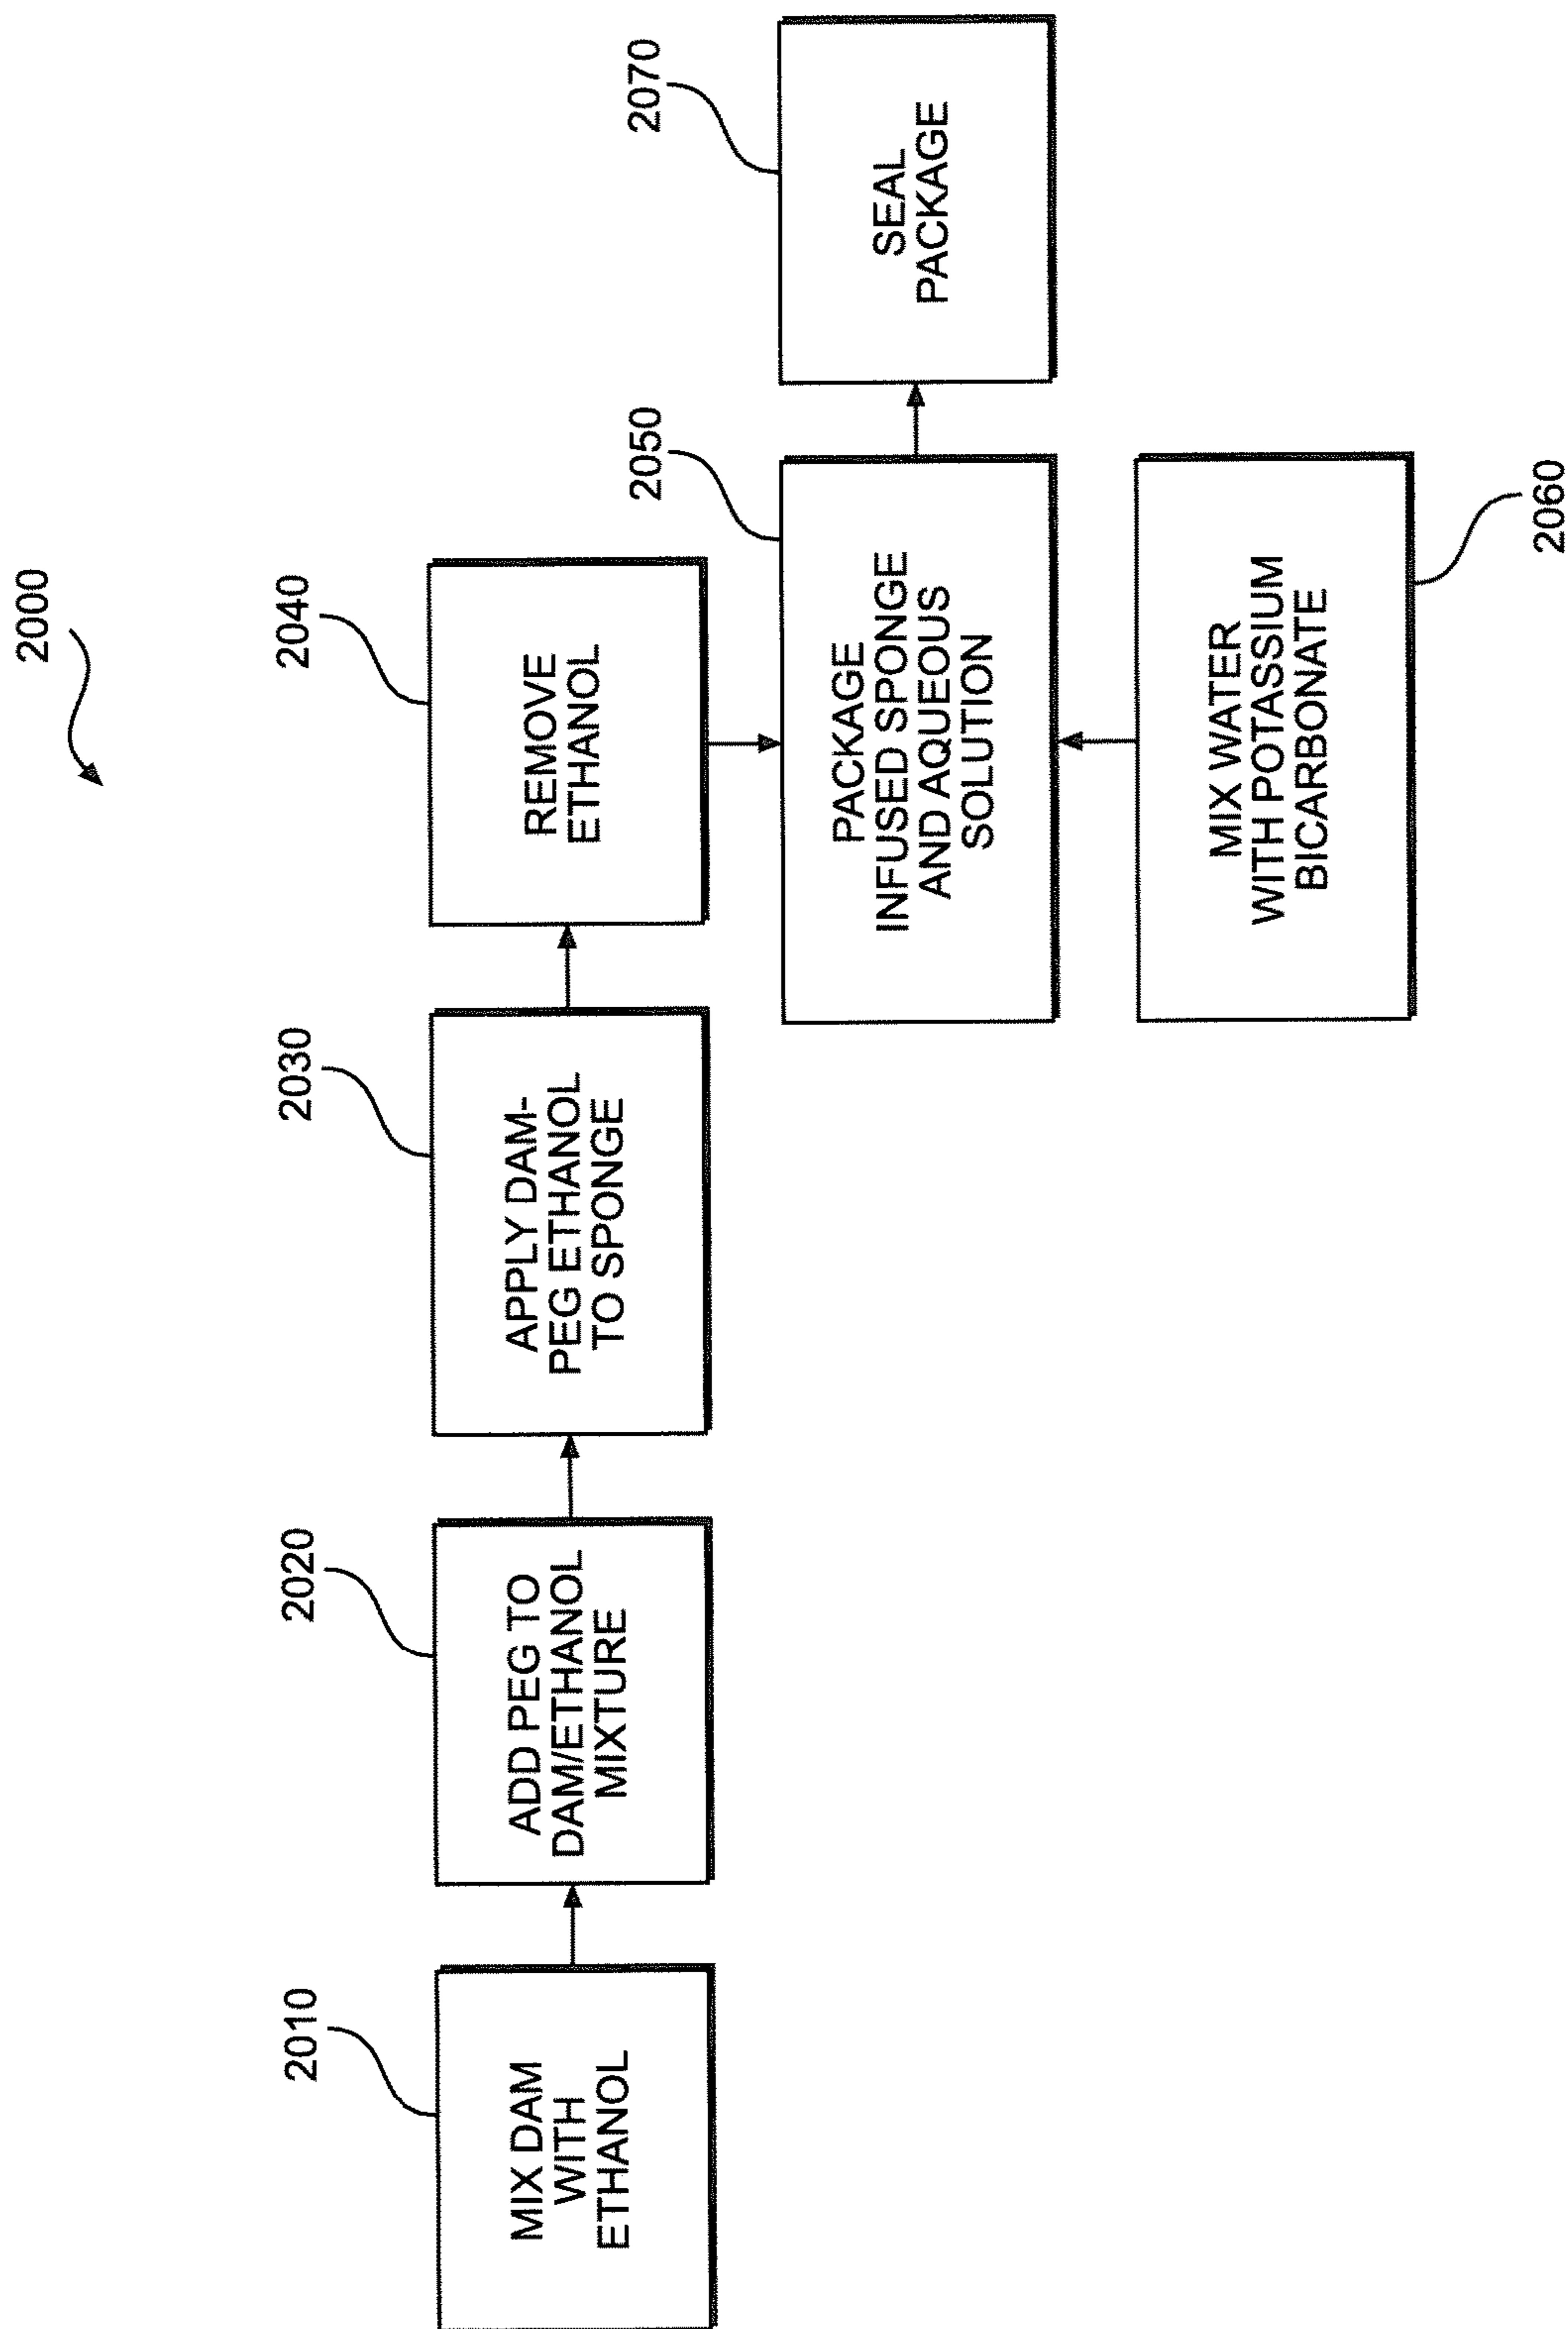 2000
2010
MIX DAM
WITH
ETHANOL
2020
ADD PEG TO
DAM/ETHANOL
MIXTURE
2030
APPLY DAM-
PEG ETHANOL
TO SPONGE
2040
REMOVE
ETHANOL
2050
PACKAGE
INFUSED SPONGE
AND AQUEOUS
SOLUTION
2060
MIX WATER
WITH POTASSIUM
BICARBONATE
2070
SEAL
PACKAGE